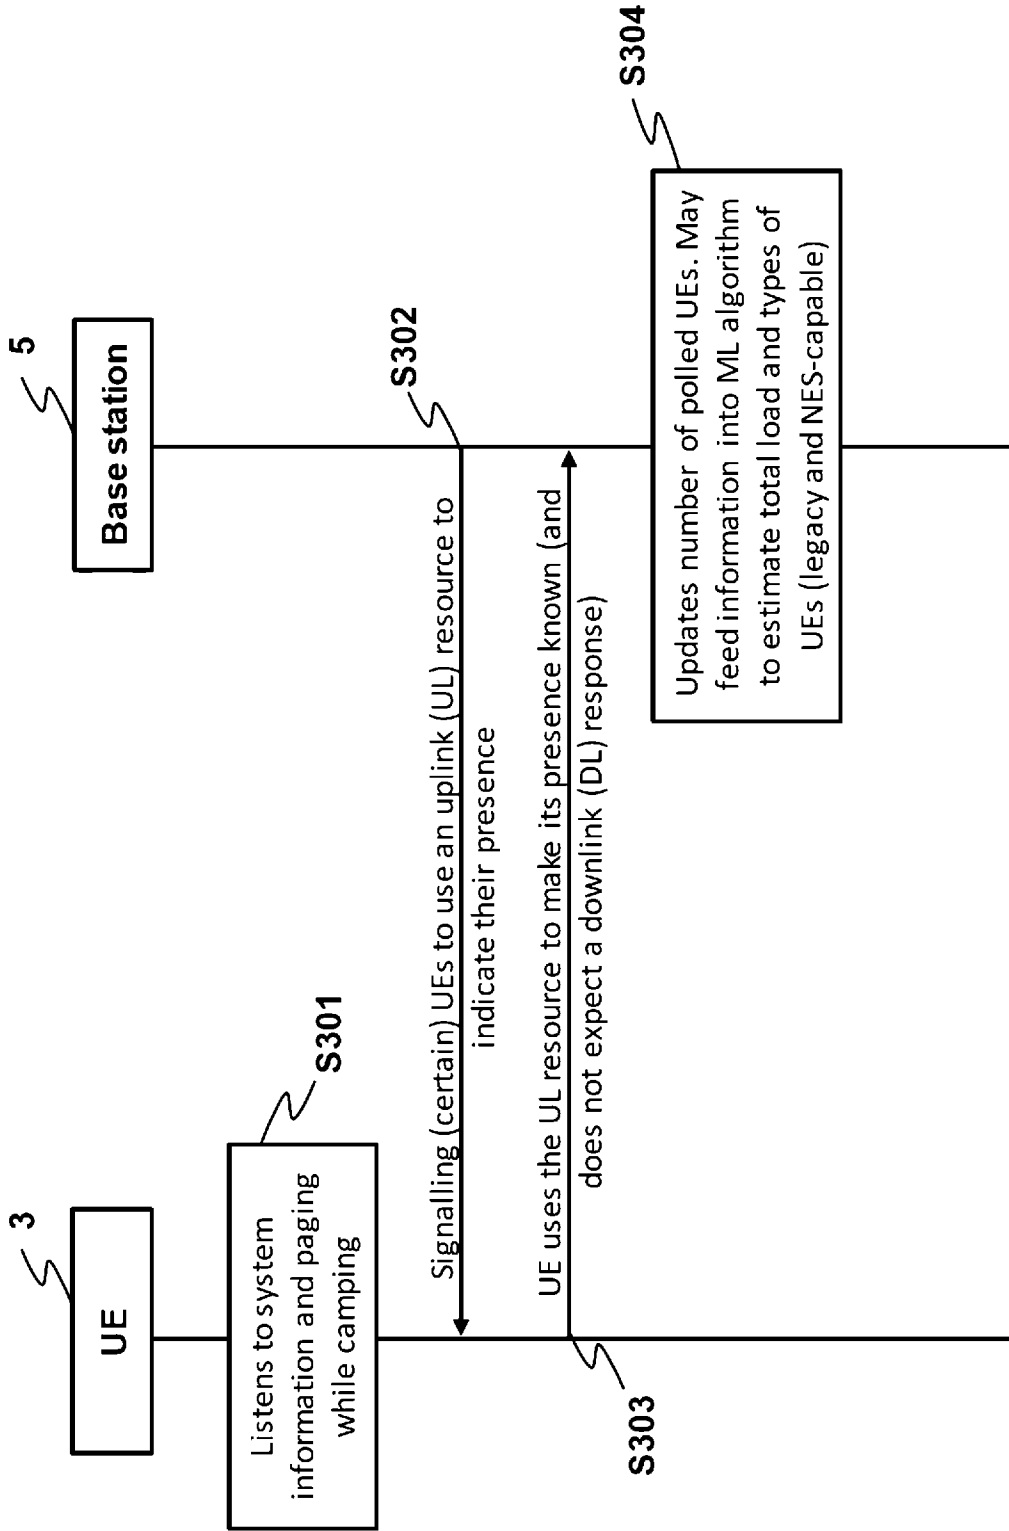 3
UE
5
Base station
S301
Listens to system
information and paging
while camping
S302
Signalling (certain) UEs to use an uplink (UL) resource to
indicate their presence
S303
UE uses the UL resource to make its presence known (and
does not expect a downlink (DL) response)
S304
Updates number of polled UEs. May
feed information into ML algorithm
to estimate total load and types of
UEs (legacy and NES-capable)